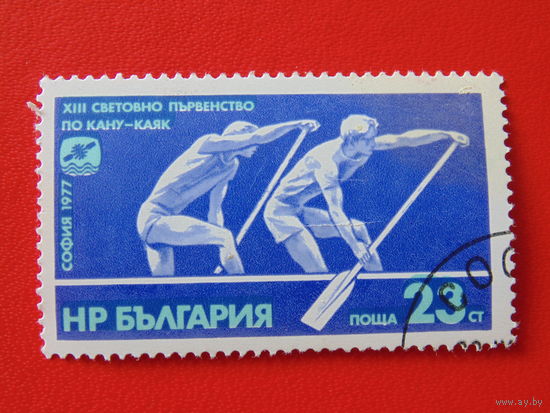 XIII СВЕТОВНО ПЪРВЕНСТВО
ПО КАНУ-КАЯК
СОФИЯ 1977
НР БЪЛГАРИЯ
ПОЩА 23 СТ
www.ay.by